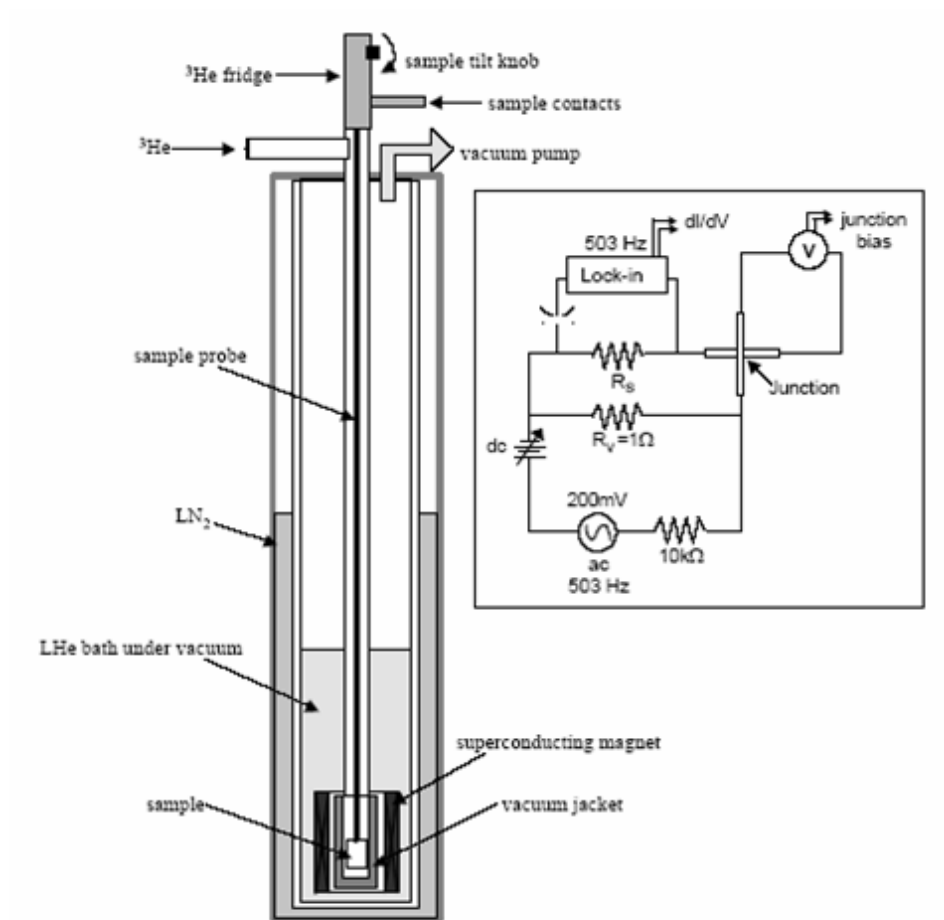 ³He fridge
sample tilt knob
sample contacts
³He
vacuum pump
sample probe
LN₂
LHe bath under vacuum
superconducting magnet
sample
vacuum jacket
503 Hz
dI/dV
Lock-in
V
junction
bias
Rₛ
Junction
Rᵥ=1Ω
dc
200mV
10kΩ
ac
503 Hz